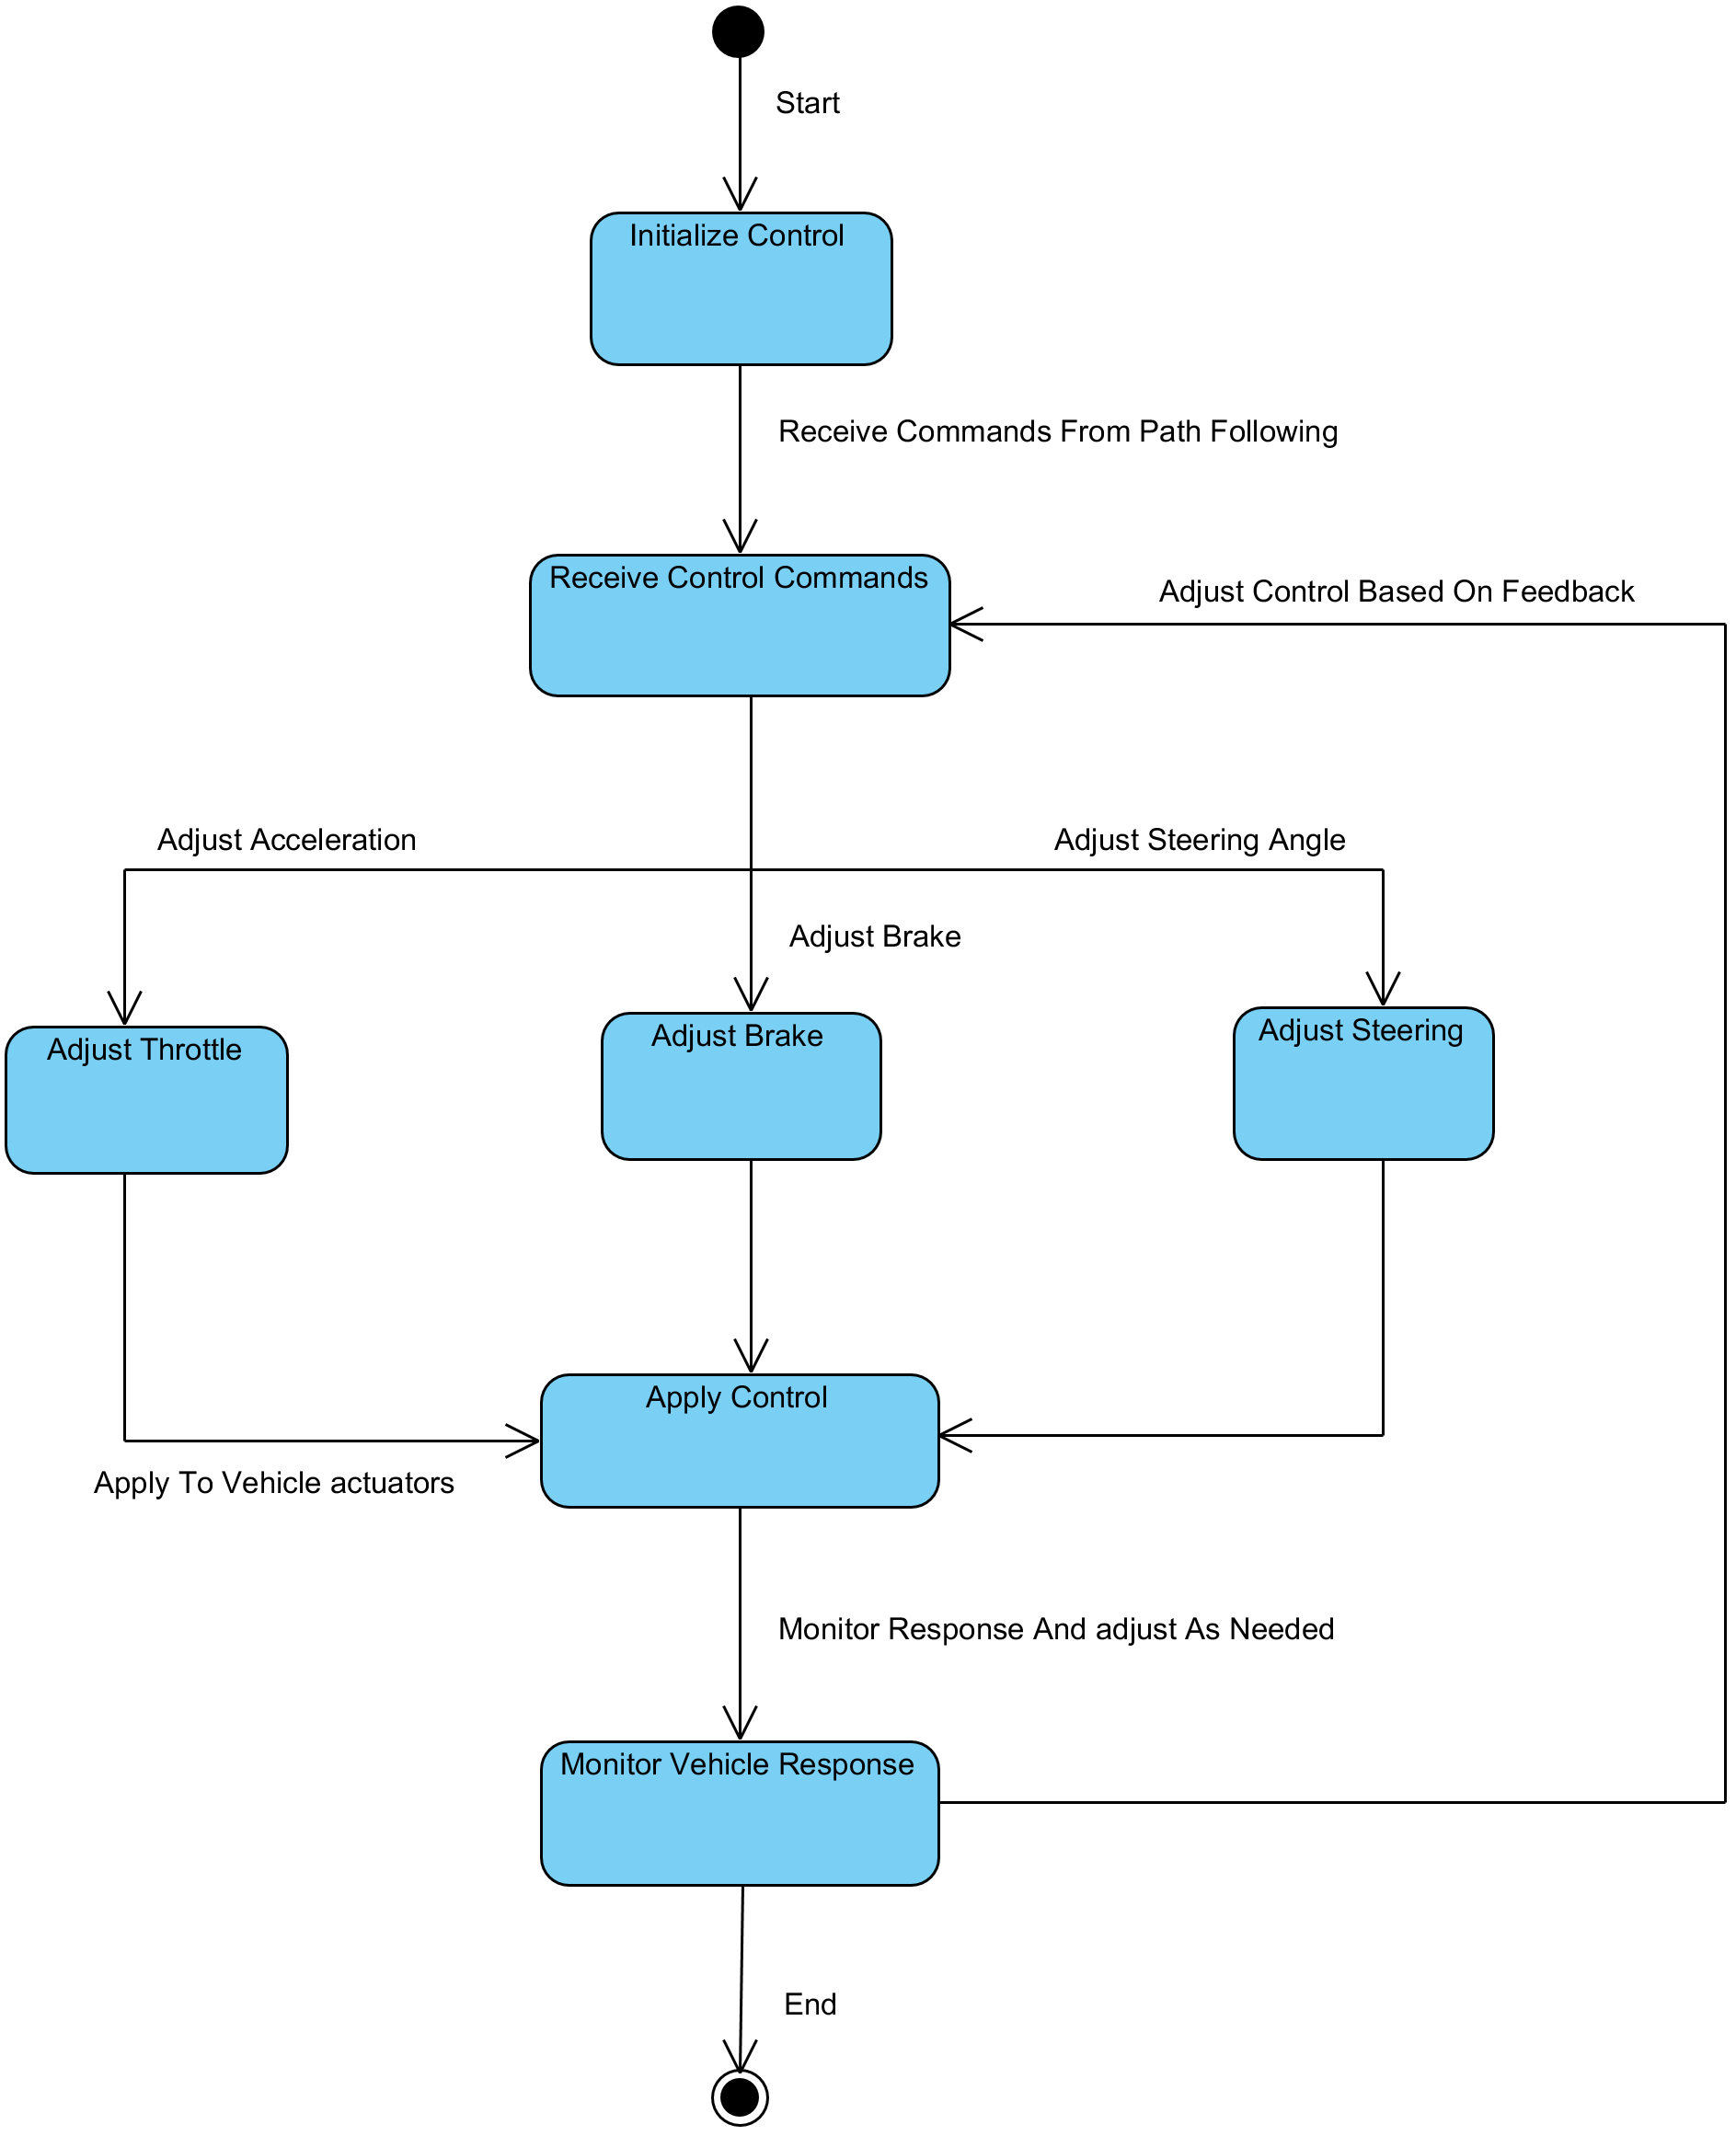 Start
Initialize Control
Receive Commands From Path Following
Receive Control Commands
Adjust Control Based On Feedback
Adjust Acceleration
Adjust Steering Angle
Adjust Brake
Adjust Throttle
Adjust Brake
Adjust Steering
Apply Control
Apply To Vehicle actuators
Monitor Response And adjust As Needed
Monitor Vehicle Response
End